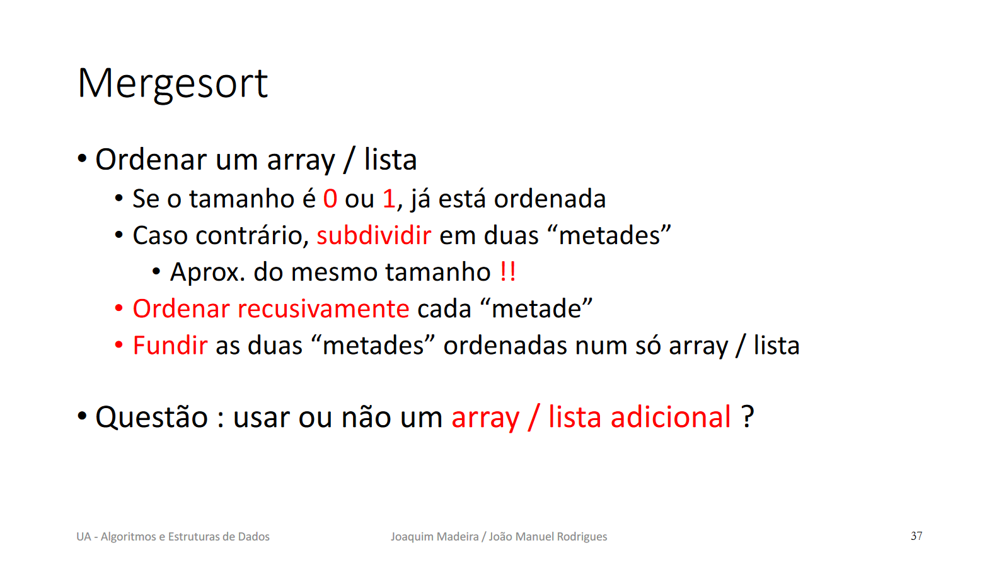 Mergesort
• Ordenar um array / lista
• Se o tamanho é 0 ou 1, já está ordenada
• Caso contrário, subdividir em duas “metades”
• Aprox. do mesmo tamanho !!
• Ordenar recusivamente cada “metade”
• Fundir as duas “metades” ordenadas num só array / lista
• Questão : usar ou não um array / lista adicional ?
UA - Algoritmos e Estruturas de Dados
Joaquim Madeira / João Manuel Rodrigues
37